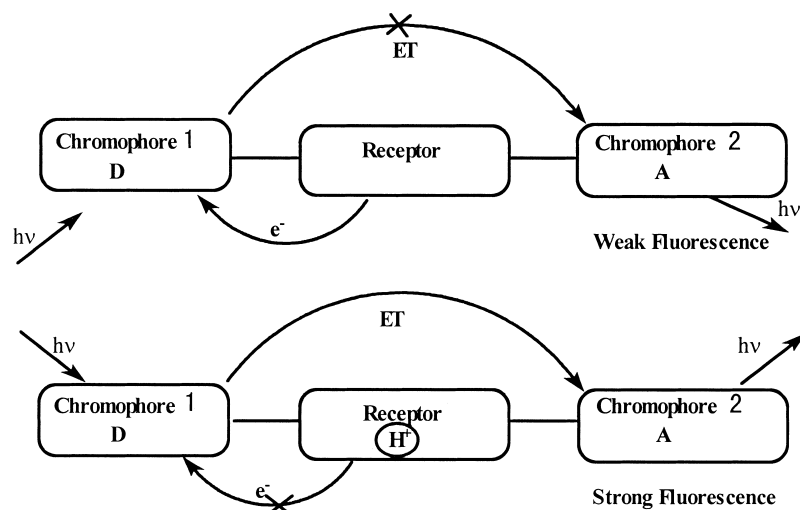 ET
Chromophore 1
D
Receptor
Chromophore 2
A
hν
e-
hν
Weak Fluorescence
ET
hν
hν
Chromophore 1
D
Receptor
H+
Chromophore 2
A
e-
Strong Fluorescence